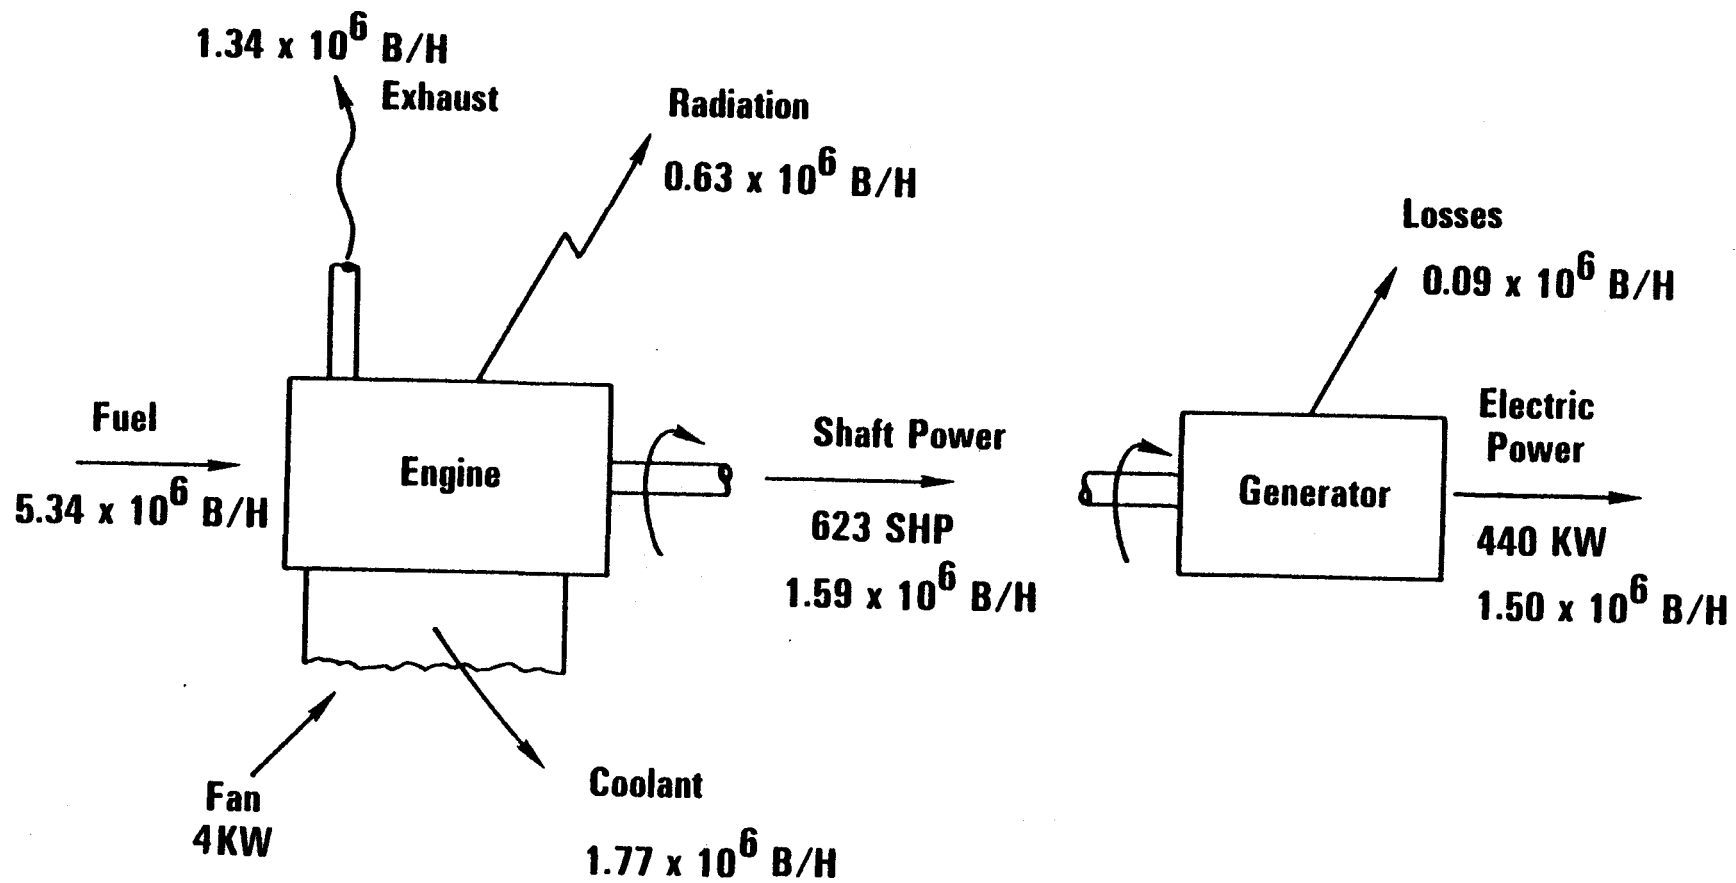 1.34 x 10⁶ B/H
Exhaust
Radiation
0.63 x 10⁶ B/H
Losses
0.09 x 10⁶ B/H
Fuel
5.34 x 10⁶ B/H
Engine
Shaft Power
623 SHP
1.59 x 10⁶ B/H
Generator
Electric
Power
440 KW
1.50 x 10⁶ B/H
Fan
4KW
Coolant
1.77 x 10⁶ B/H